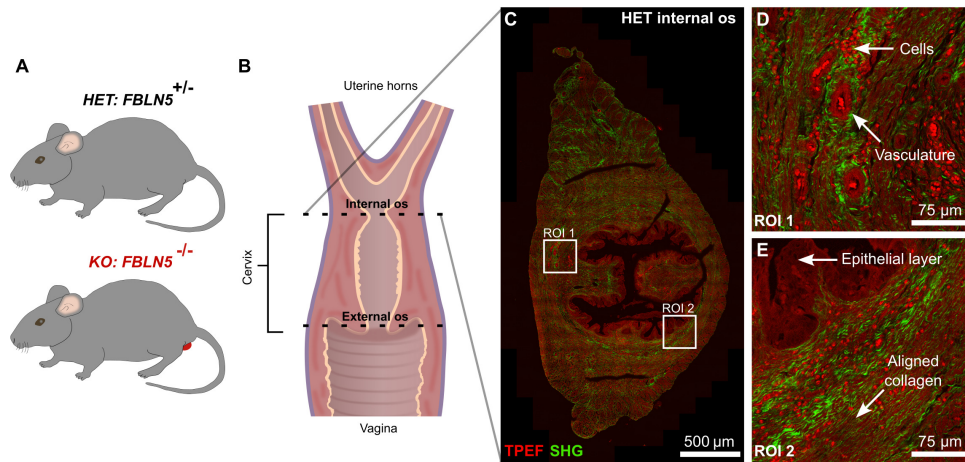 A
HET: FBLN5+/-
KO: FBLN5-/-
B
Uterine horns
Internal os
Cervix
External os
Vagina
C
HET internal os
ROI 1
ROI 2
TPEF SHG
500 µm
D
Cells
Vasculature
ROI 1
75 µm
E
Epithelial layer
Aligned
collagen
ROI 2
75 µm